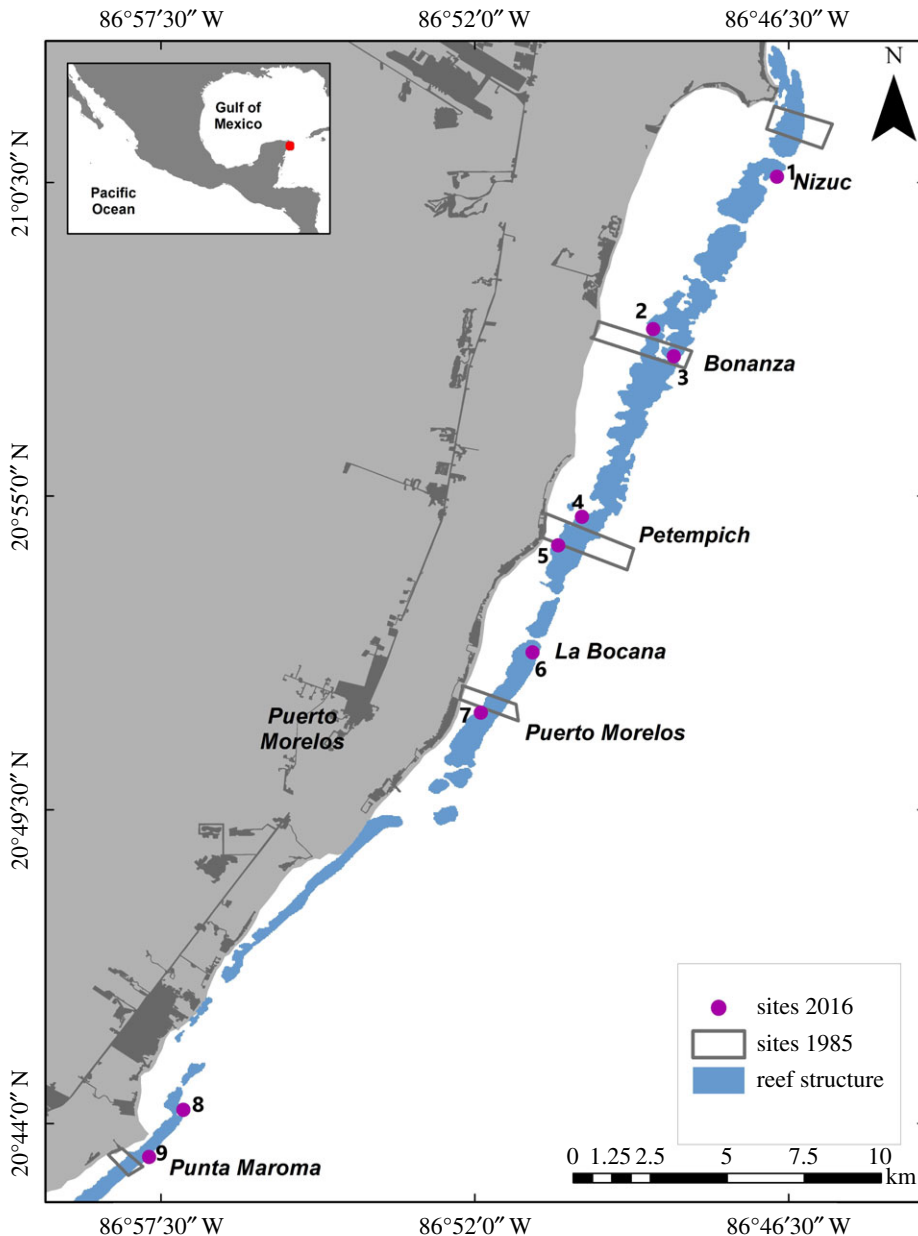 86°57′30″ W
86°52′0″ W
86°46′30″ W
N
Gulf of
Mexico
Pacific
Ocean
21°0′30″ N
20°55′0″ N
20°49′30″ N
20°44′0″ N
1
Nizuc
2
3
Bonanza
4
Petempich
5
La Bocana
6
7
Puerto
Morelos
Puerto Morelos
8
9
Punta Maroma
sites 2016
sites 1985
reef structure
0 1.25 2.5 5 7.5 10
km
86°57′30″ W
86°52′0″ W
86°46′30″ W